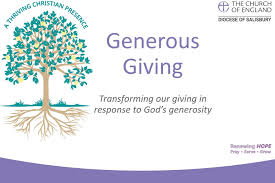 A THRIVING CHRISTIAN PRESENCE
THE CHURCH
OF ENGLAND
DIOCESE OF SALISBURY
Generous
Giving
Transforming our giving in
response to God's generosity
Renewing HOPE
Pray • Serve • Grow